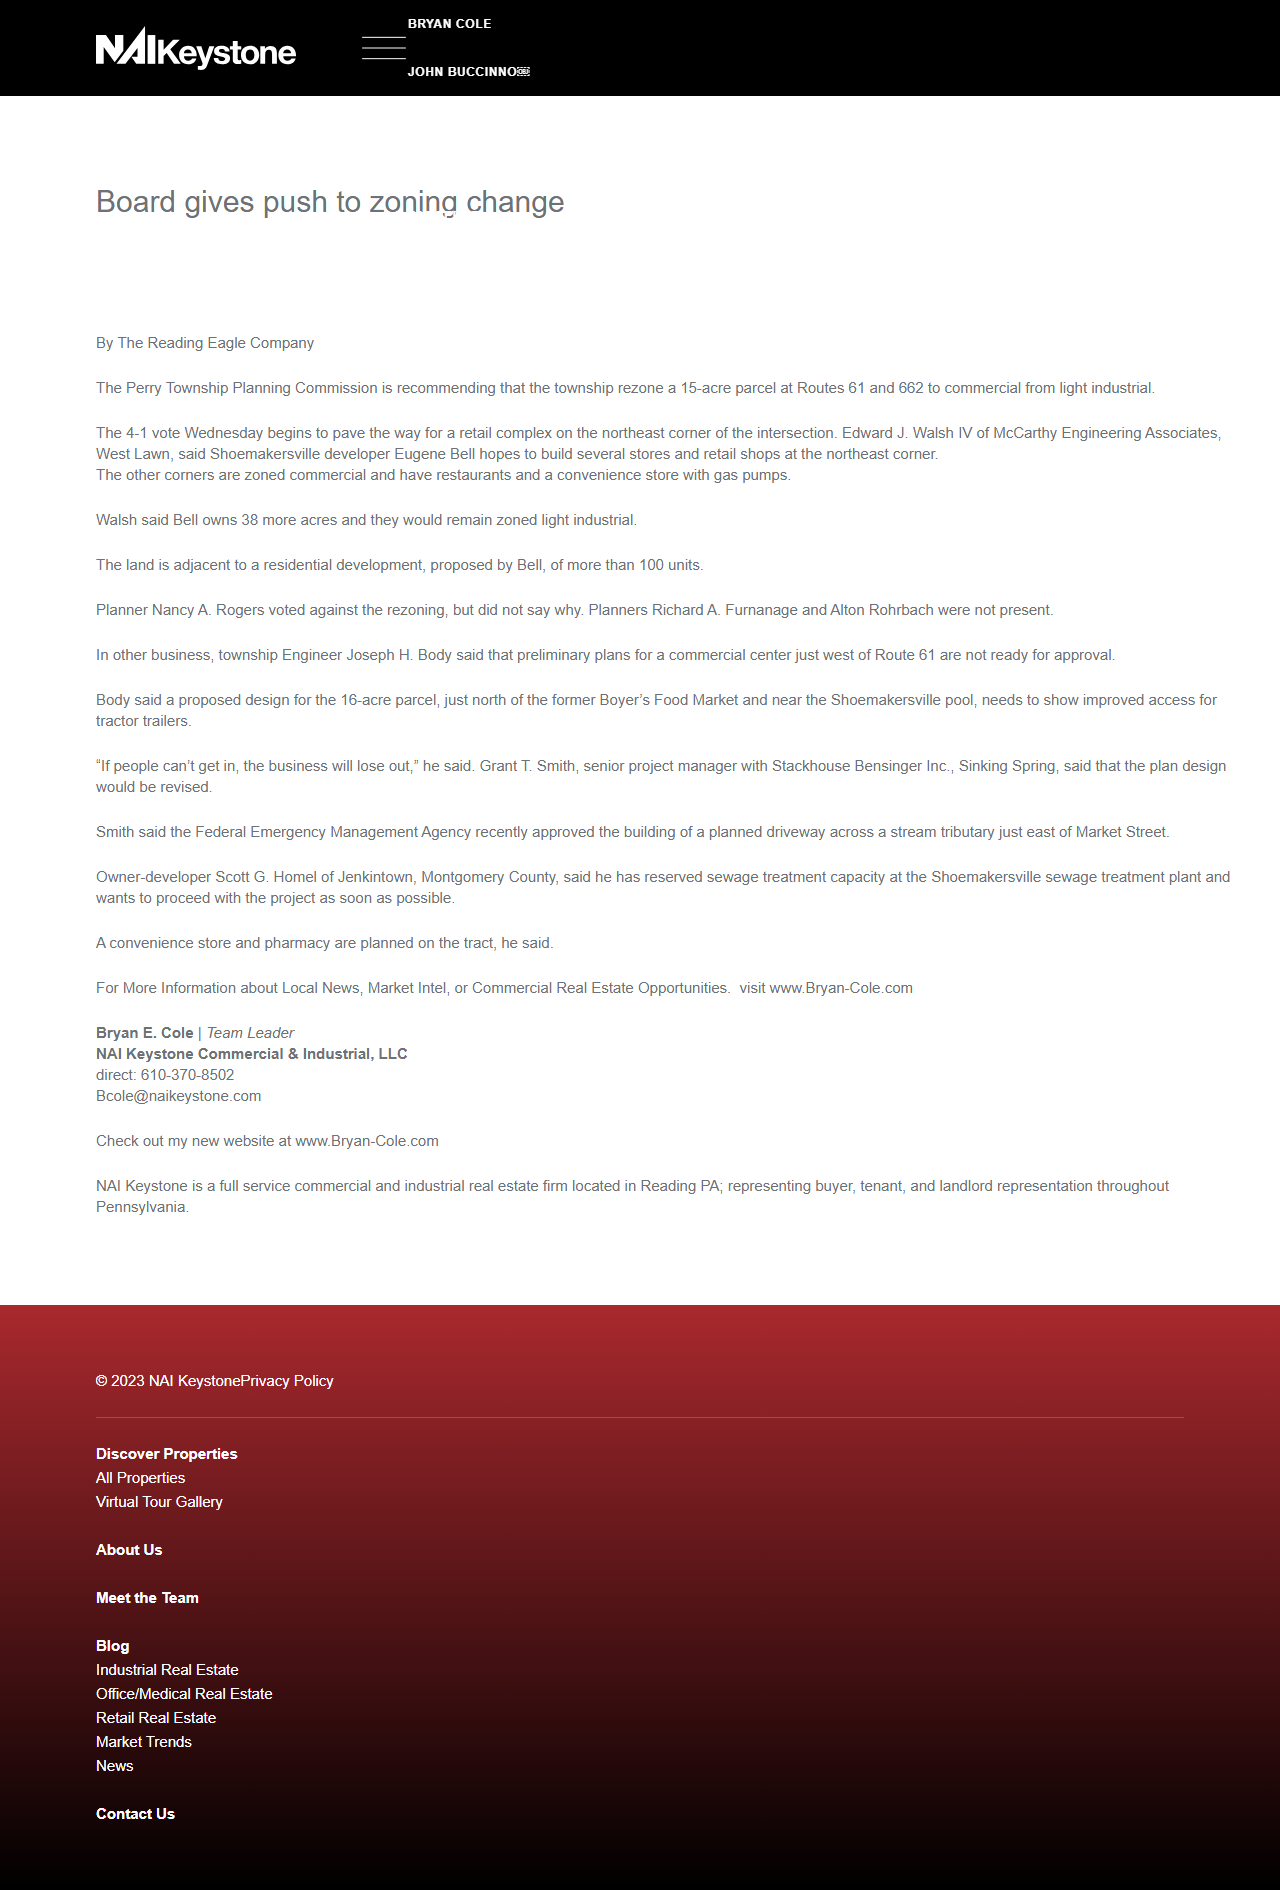 NAIKeystone
BRYAN COLE
JOHN BUCCINNO
Board gives push to zoning change
By The Reading Eagle Company
The Perry Township Planning Commission is recommending that the township rezone a 15-acre parcel at Routes 61 and 662 to commercial from light industrial.
The 4-1 vote Wednesday begins to pave the way for a retail complex on the northeast corner of the intersection. Edward J. Walsh IV of McCarthy Engineering Associates,
West Lawn, said Shoemakersville developer Eugene Bell hopes to build several stores and retail shops at the northeast corner.
The other corners are zoned commercial and have restaurants and a convenience store with gas pumps.
Walsh said Bell owns 38 more acres and they would remain zoned light industrial.
The land is adjacent to a residential development, proposed by Bell, of more than 100 units.
Planner Nancy A. Rogers voted against the rezoning, but did not say why. Planners Richard A. Furnanage and Alton Rohrbach were not present.
In other business, township Engineer Joseph H. Body said that preliminary plans for a commercial center just west of Route 61 are not ready for approval.
Body said a proposed design for the 16-acre parcel, just north of the former Boyer’s Food Market and near the Shoemakersville pool, needs to show improved access for
tractor trailers.
“If people can’t get in, the business will lose out,” he said. Grant T. Smith, senior project manager with Stackhouse Bensinger Inc., Sinking Spring, said that the plan design
would be revised.
Smith said the Federal Emergency Management Agency recently approved the building of a planned driveway across a stream tributary just east of Market Street.
Owner-developer Scott G. Homel of Jenkintown, Montgomery County, said he has reserved sewage treatment capacity at the Shoemakersville sewage treatment plant and
wants to proceed with the project as soon as possible.
A convenience store and pharmacy are planned on the tract, he said.
For More Information about Local News, Market Intel, or Commercial Real Estate Opportunities.  visit www.Bryan-Cole.com
Bryan E. Cole | Team Leader
NAI Keystone Commercial & Industrial, LLC
direct: 610-370-8502
Bcole@naikeystone.com
Check out my new website at www.Bryan-Cole.com
NAI Keystone is a full service commercial and industrial real estate firm located in Reading PA; representing buyer, tenant, and landlord representation throughout
Pennsylvania.
© 2023 NAI KeystonePrivacy Policy
Discover Properties
All Properties
Virtual Tour Gallery
About Us
Meet the Team
Blog
Industrial Real Estate
Office/Medical Real Estate
Retail Real Estate
Market Trends
News
Contact Us